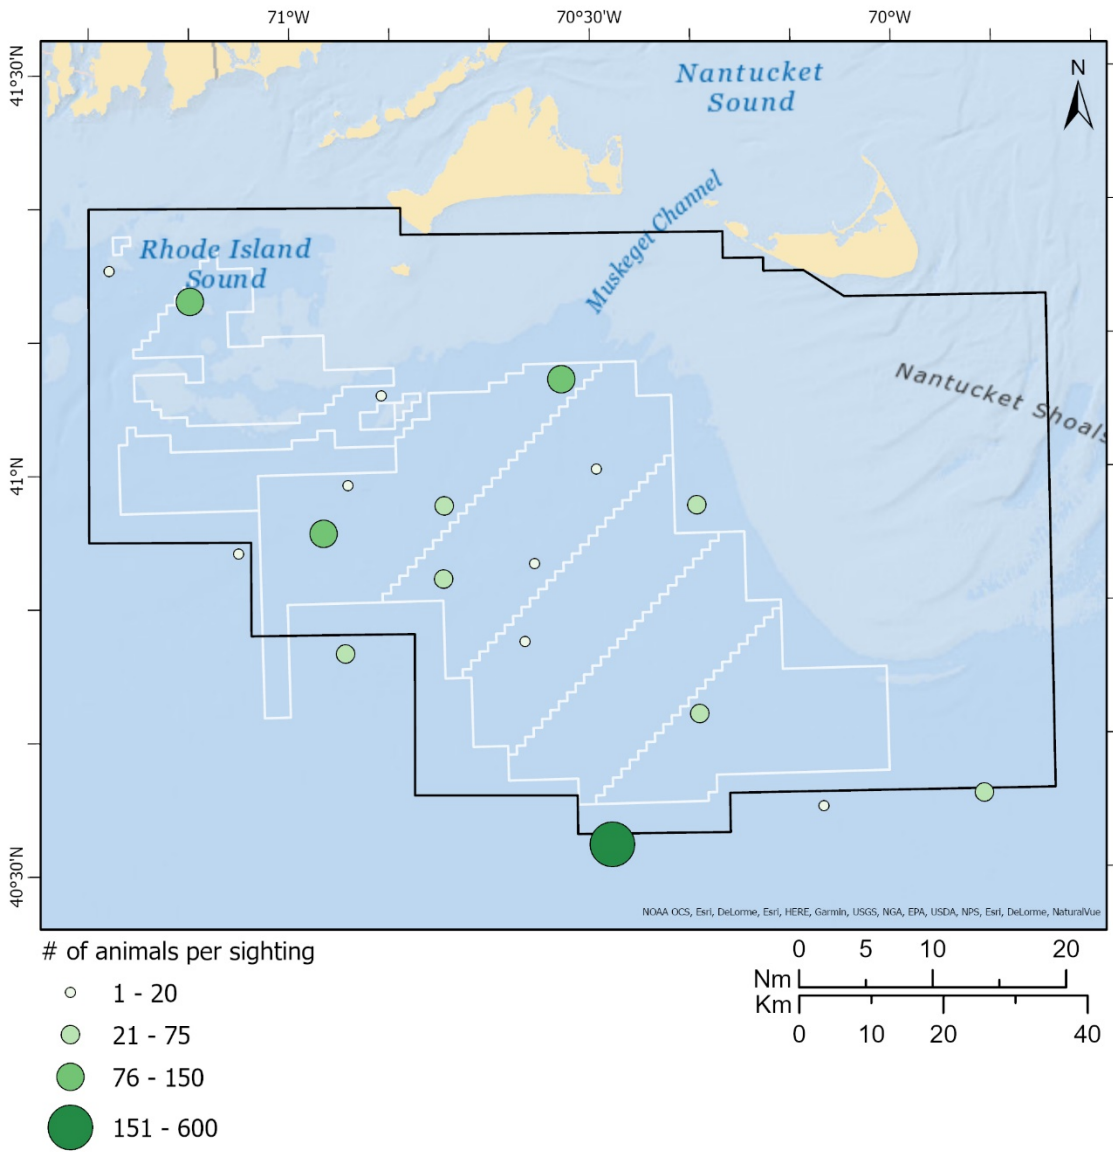 71°W
70°30'W
70°W
41°30'N
Nantucket
Sound
N
Muskeget Channel
Rhode Island
Sound
Nantucket Shoals
41°N
40°30'N
NOAA OCS, Esri, DeLorme, Esri, HERE, Garmin, USGS, NGA, EPA, USDA, NPS, Esri, DeLorme, NaturalVue
# of animals per sighting
1 - 20
21 - 75
76 - 150
151 - 600
0 5 10 20
Nm
Km
0 10 20 40